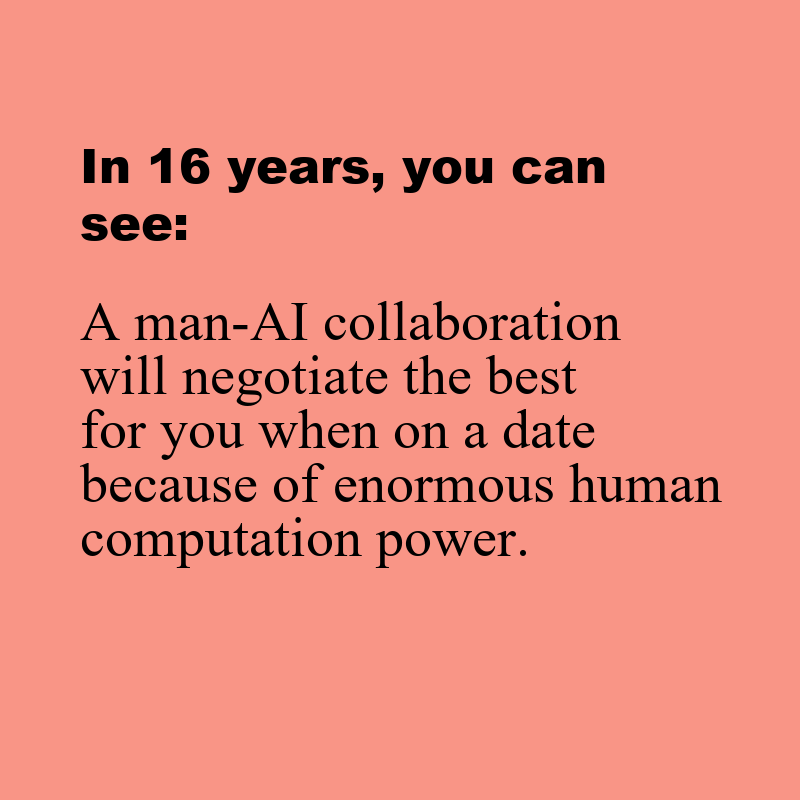 In 16 years, you can
see:
A man-AI collaboration
will negotiate the best
for you when on a date
because of enormous human
computation power.